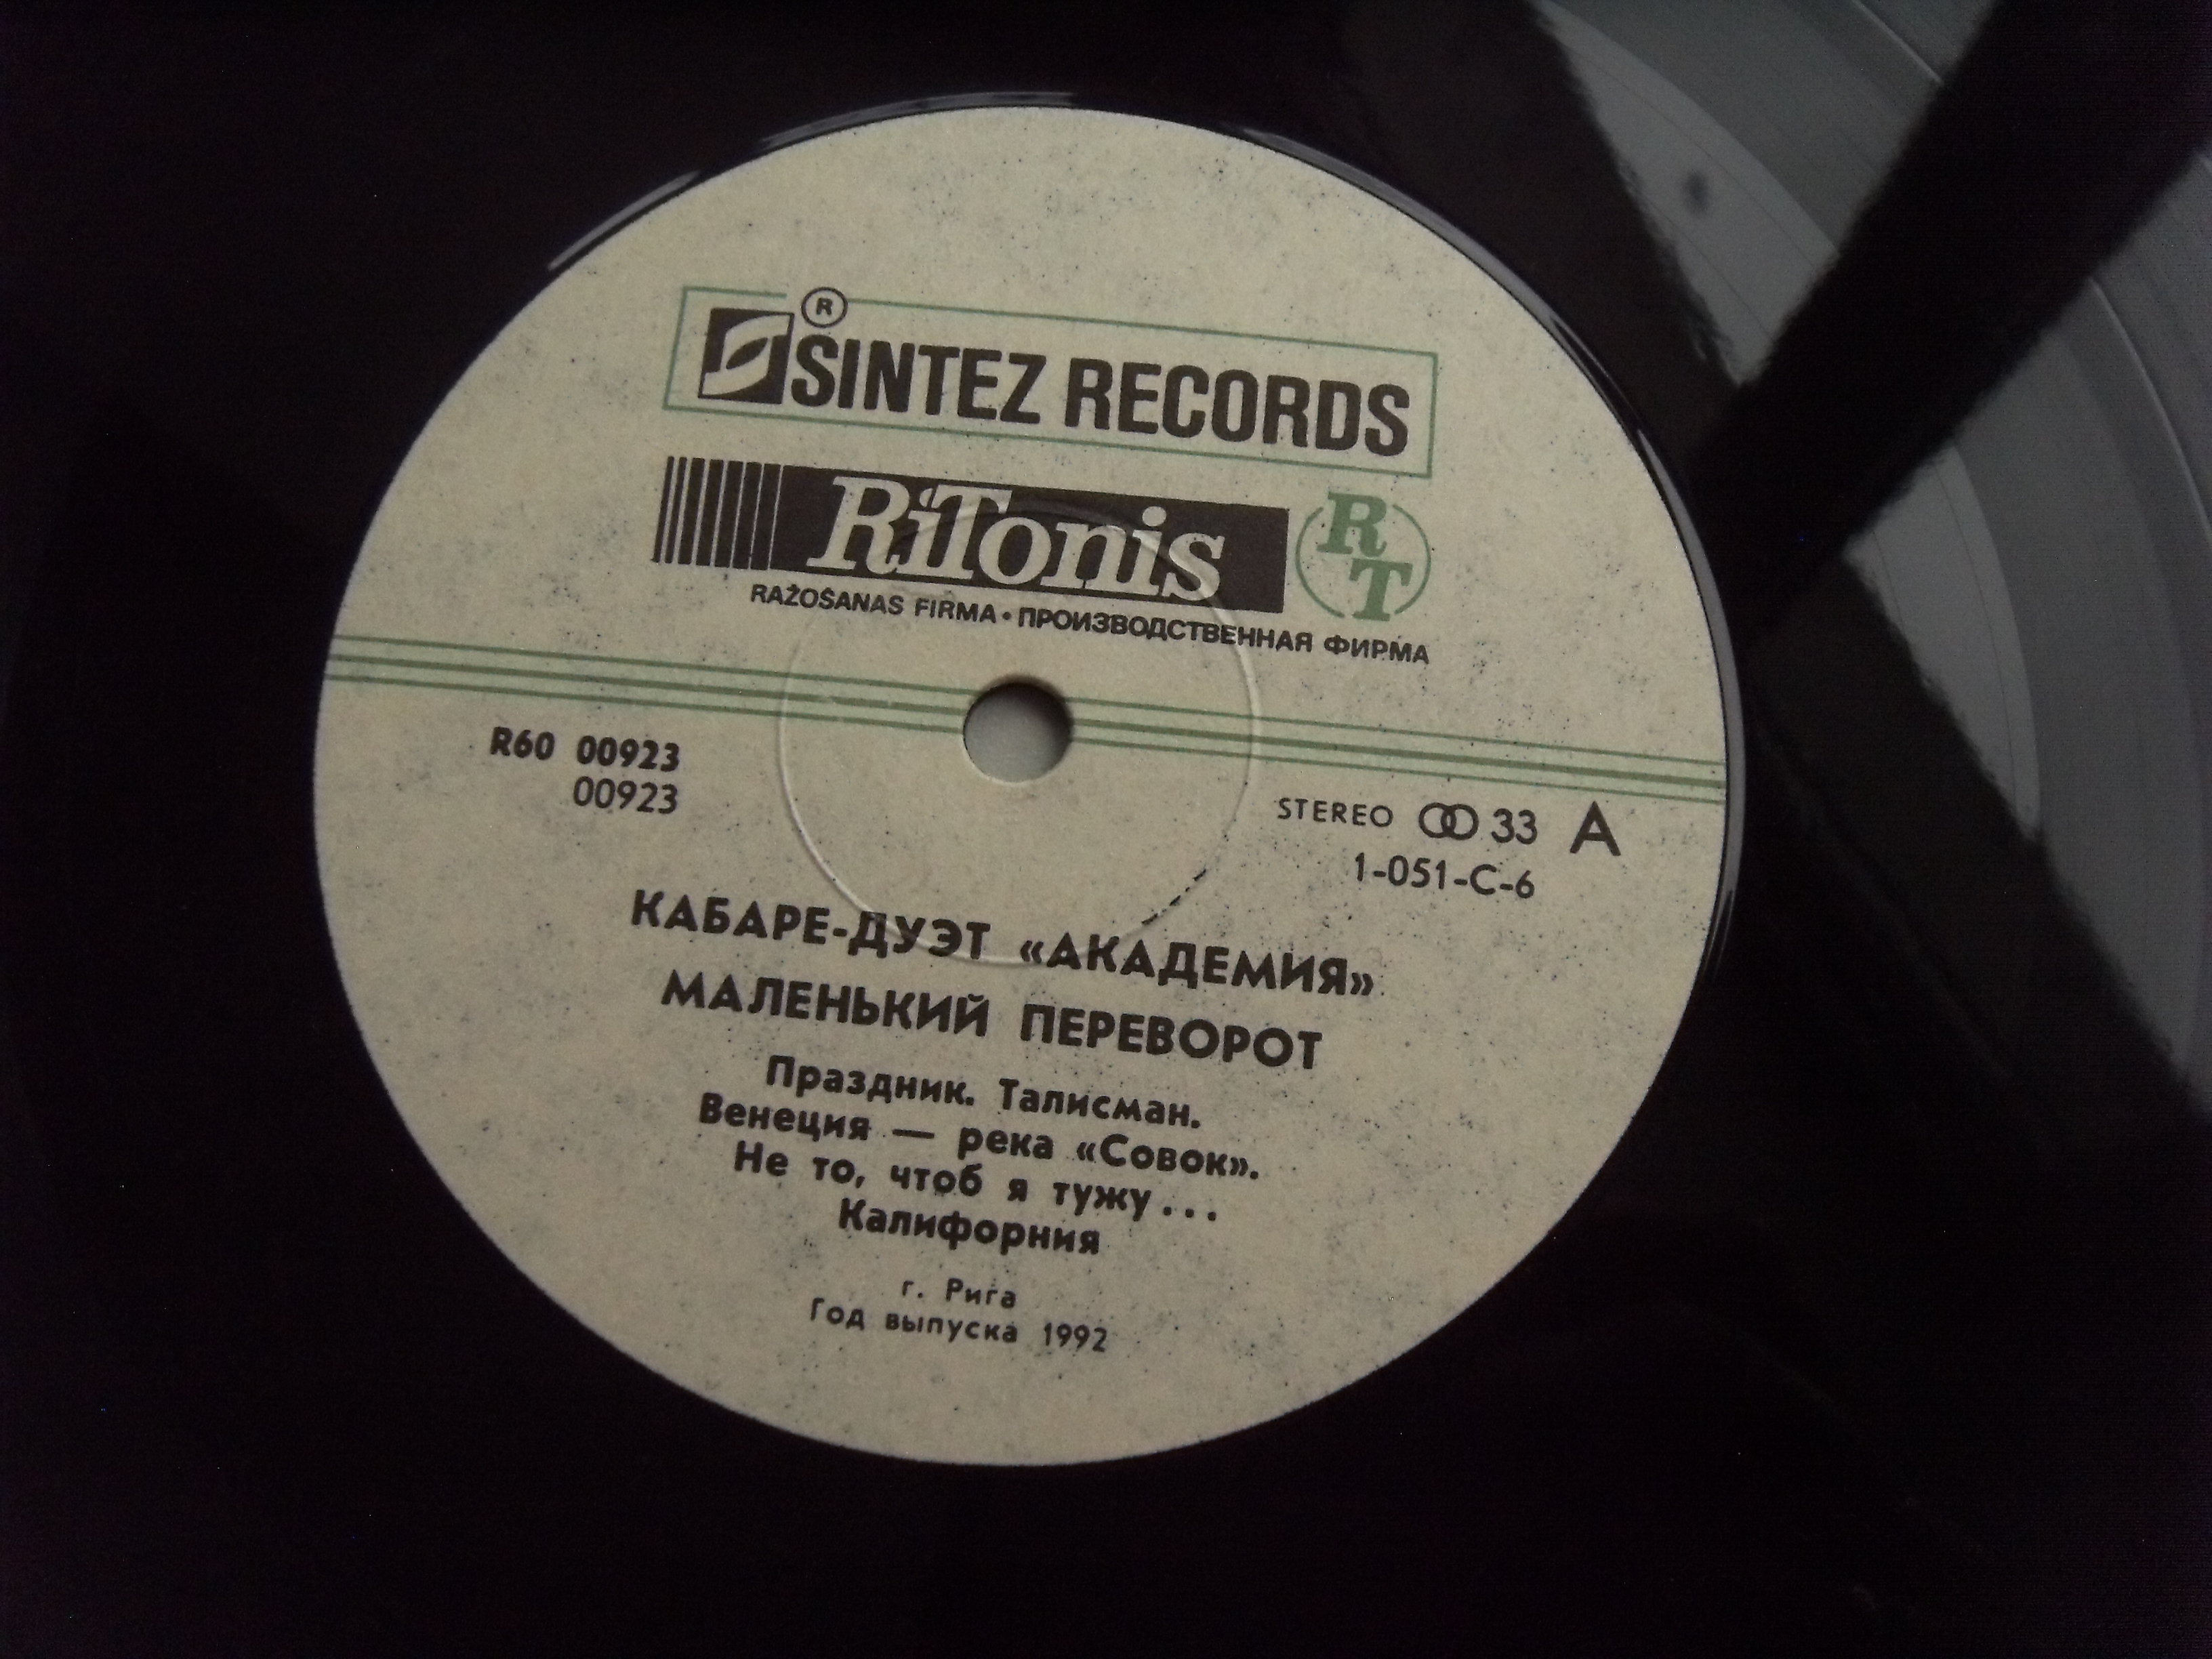 ®
SINTEZ RECORDS
RiTonis RT
RAŽOŠANAS FIRMA • ПРОИЗВОДСТВЕННАЯ ФИРМА
R60 00923
00923
STEREO 33 A
1-051-C-6
КАБАРЕ-ДУЭТ «АКАДЕМИЯ»
МАЛЕНЬКИЙ ПЕРЕВОРОТ
Праздник. Талисман.
Венеция — река «Совок».
Не то, чтоб я тужу...
Калифорния
г. Рига
Год выпуска 1992